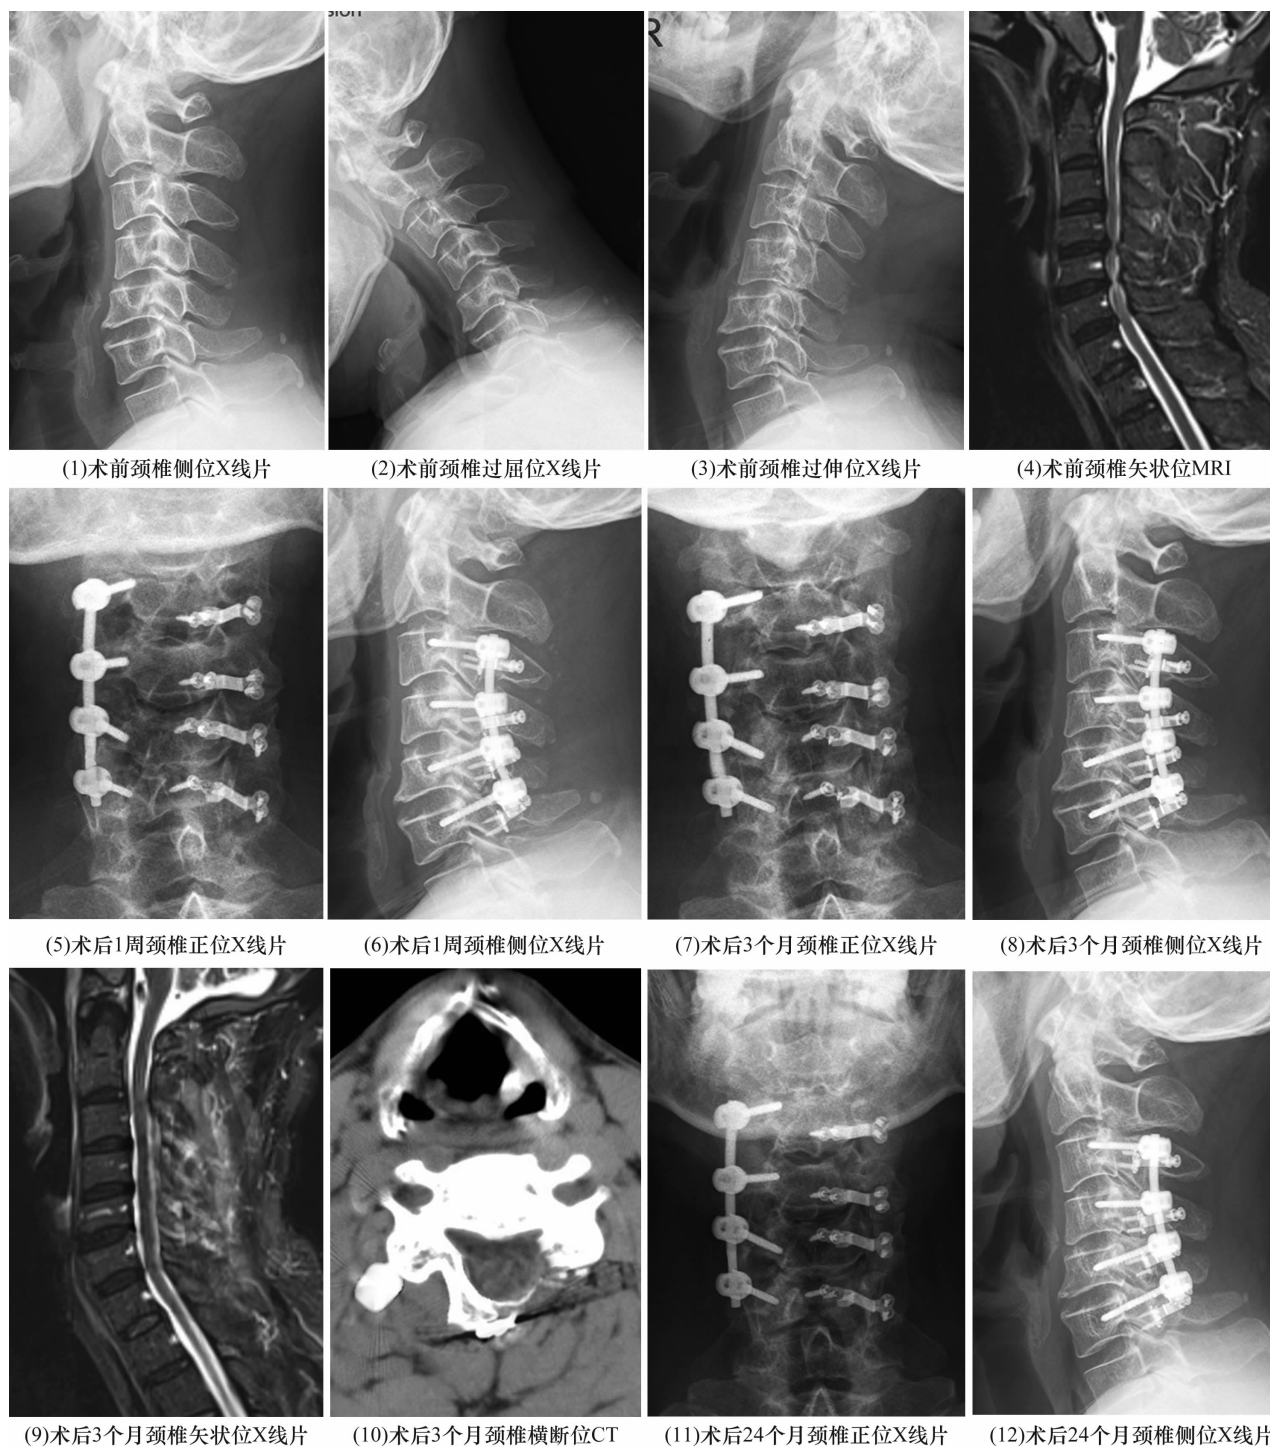 sion
R
(1)术前颈椎侧位X线片
(2)术前颈椎过屈位X线片
(3)术前颈椎过伸位X线片
(4)术前颈椎矢状位MRI
(5)术后1周颈椎正位X线片
(6)术后1周颈椎侧位X线片
(7)术后3个月颈椎正位X线片
(8)术后3个月颈椎侧位X线片
(9)术后3个月颈椎矢状位X线片
(10)术后3个月颈椎横断位CT
(11)术后24个月颈椎正位X线片
(12)术后24个月颈椎侧位X线片